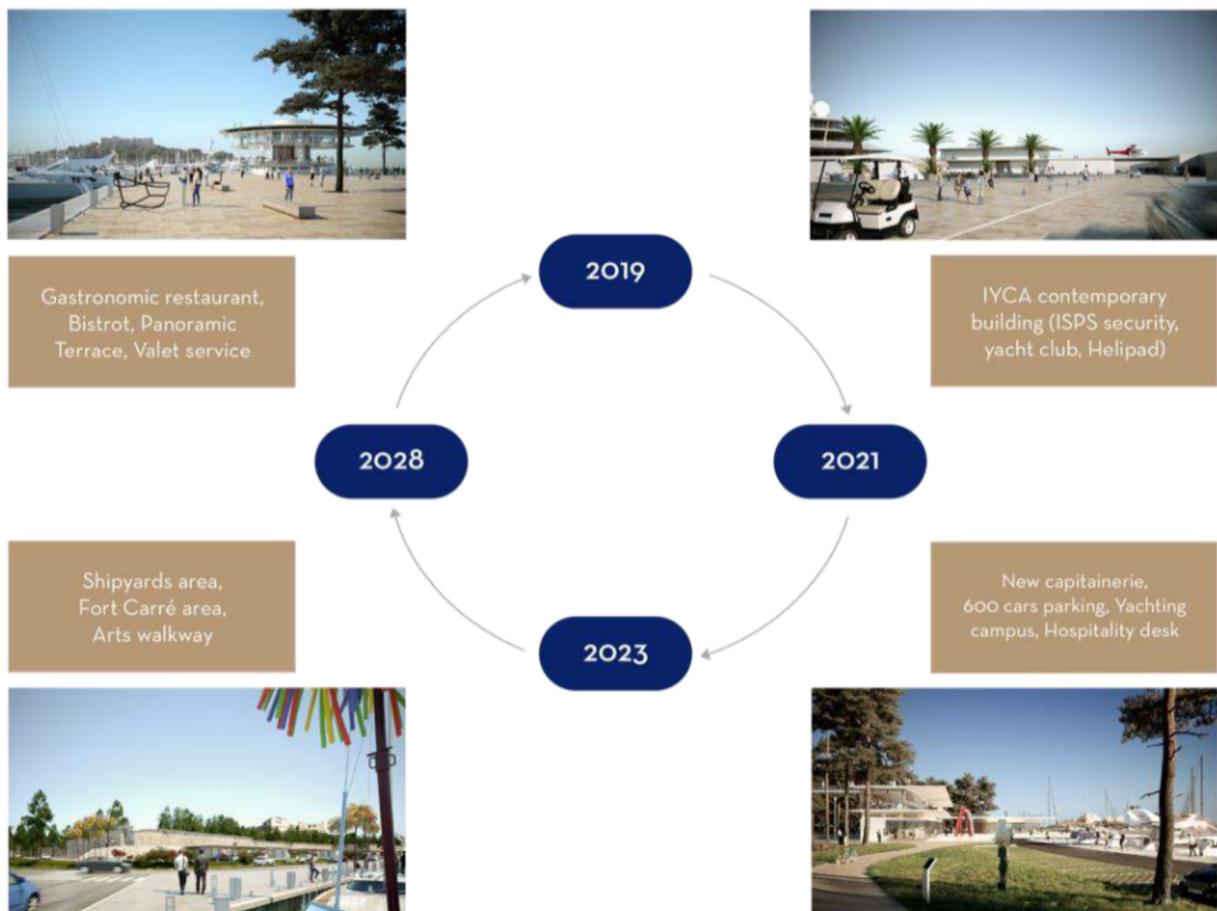 2019
Gastronomic restaurant,
Bistrot, Panoramic
Terrace, Valet service
IYCA contemporary
building (ISPS security,
yacht club, Helipad)
2028
2021
Shipyards area,
Fort Carré area,
Arts walkway
New capitainerie,
600 cars parking, Yachting
campus, Hospitality desk
2023